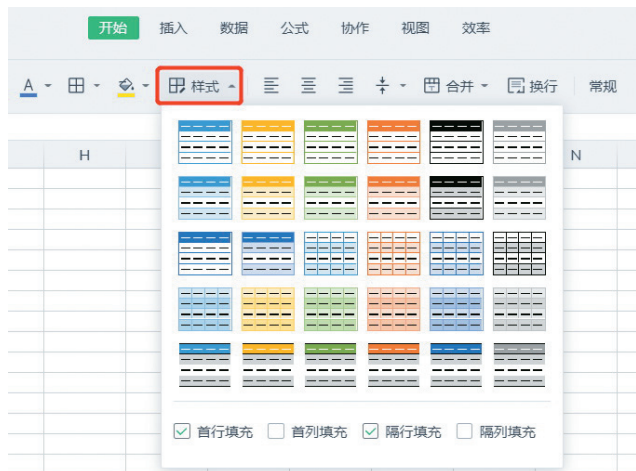 开始 插入 数据 公式 协作 视图 效率
A 样式 合并 换行 常规
H N
首行填充 首列填充 隔行填充 隔列填充